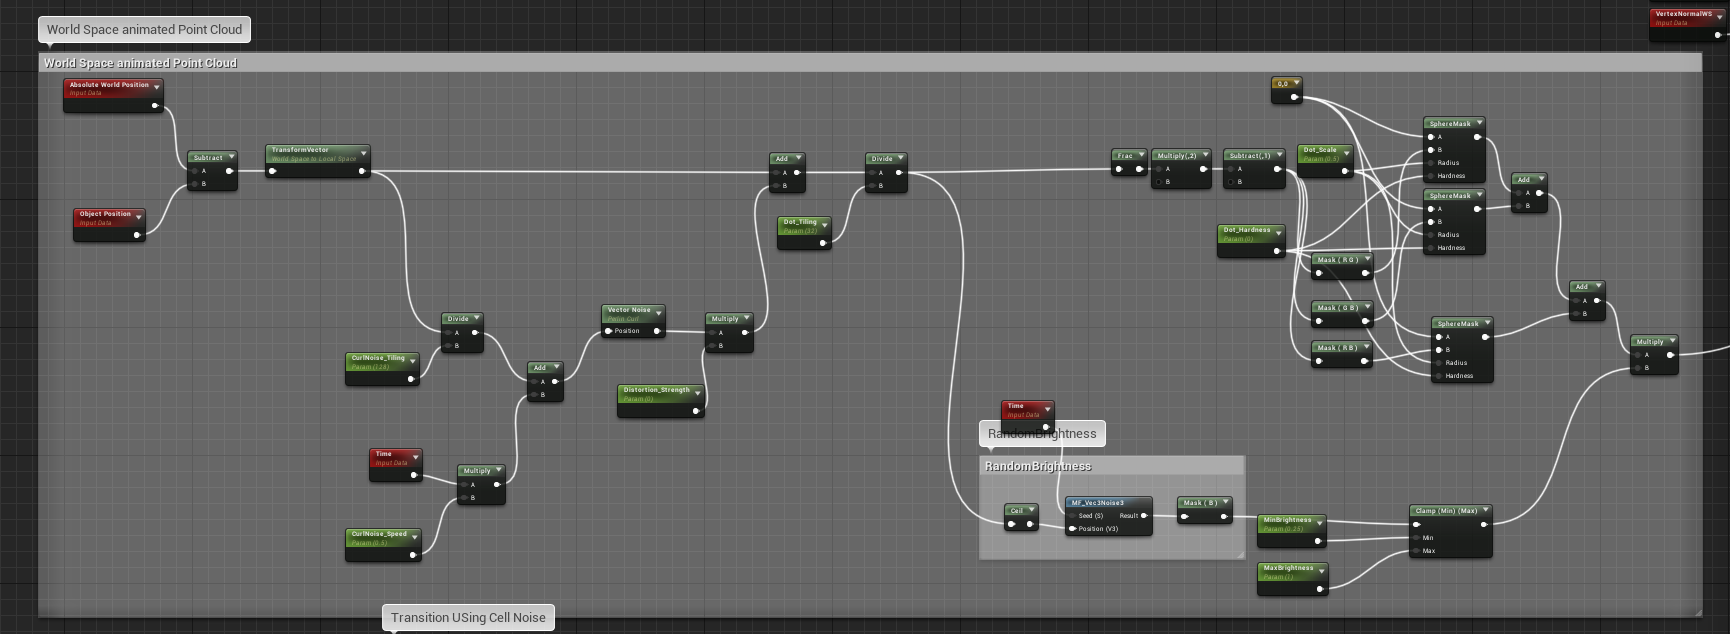 World Space animated Point Cloud
VertexNormalWS
Input Data
World Space animated Point Cloud
Absolute World Position
Input Data
0,0
SphereMask
A
B
Radius
Hardness
Subtract
A
B
TransformVector
World Space to Local Space
Add
A
B
Divide
A
B
Frac
Multiply(,2)
A
B
Subtract(,1)
A
B
Dot_Scale
Param (0.5)
SphereMask
A
B
Radius
Hardness
Add
A
B
Object Position
Input Data
Dot_Tiling
Param (32)
Dot_Hardness
Param (0)
Mask ( R G )
Mask ( G B )
Mask ( R B )
Add
A
B
SphereMask
A
B
Radius
Hardness
Multiply
A
B
Divide
A
B
Vector Noise
Position
Multiply
A
B
CurlNoise_Tiling
Param (128)
Add
A
B
Distortion_Strength
Param (0)
Time
Input Data
RandomBrightness
RandomBrightness
Time
Input Data
Multiply
A
B
CurlNoise_Speed
Param (0.5)
Ceil
MF_Vec3Noise3
Seed (S)
Result
Position (V3)
Mask ( B )
MinBrightness
Param (0.25)
Clamp (Min) (Max)
Min
Max
MaxBrightness
Param (1)
Transition USing Cell Noise